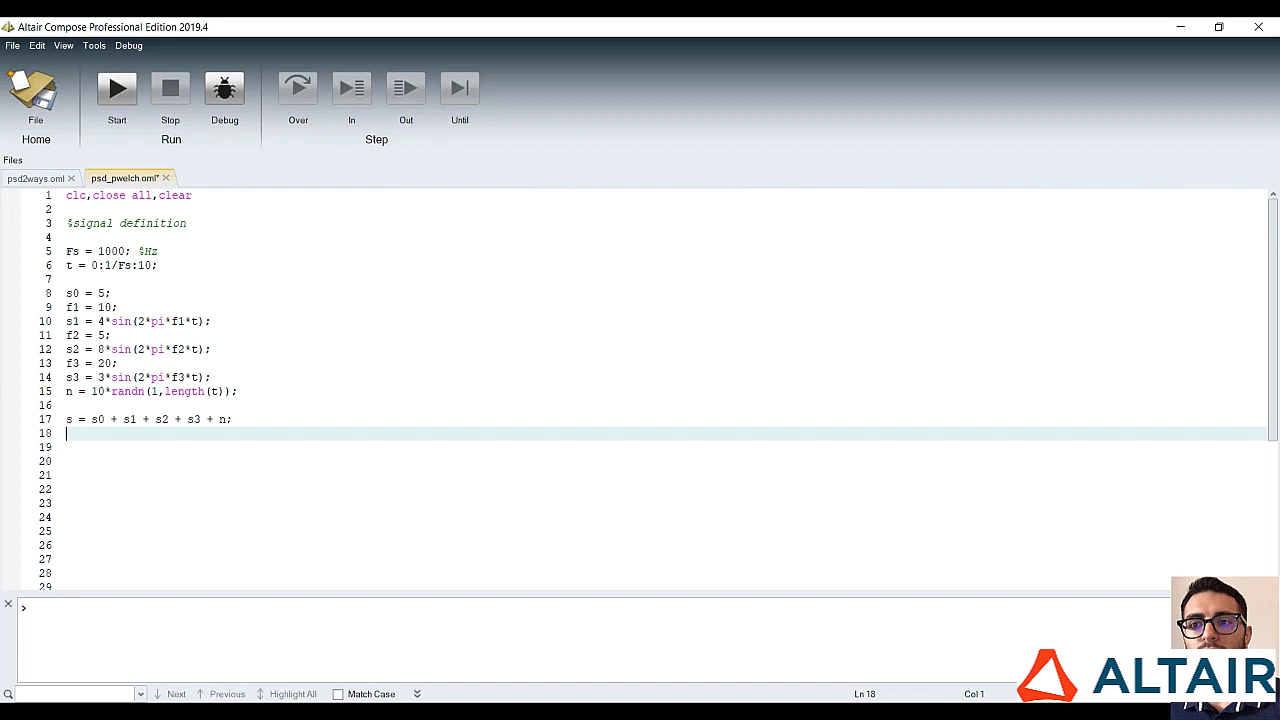 Altair Compose Professional Edition 2019.4
File Edit View Tools Debug
File Start Stop Debug Over In Out Until
Home Run Step
Files
psd2ways.oml psd_pwelch.oml*
1 clc,close all,clear
2
3 %signal definition
4
5 Fs = 1000; %Hz
6 t = 0:1/Fs:10;
7
8 s0 = 5;
9 f1 = 10;
10 s1 = 4*sin(2*pi*f1*t);
11 f2 = 5;
12 s2 = 8*sin(2*pi*f2*t);
13 f3 = 20;
14 s3 = 3*sin(2*pi*f3*t);
15 n = 10*randn(1,length(t));
16
17 s = s0 + s1 + s2 + s3 + n;
18
19
20
21
22
23
24
25
26
27
28
29
>
Next Previous Highlight All Match Case Ln 18 Col 1
ALTAIR